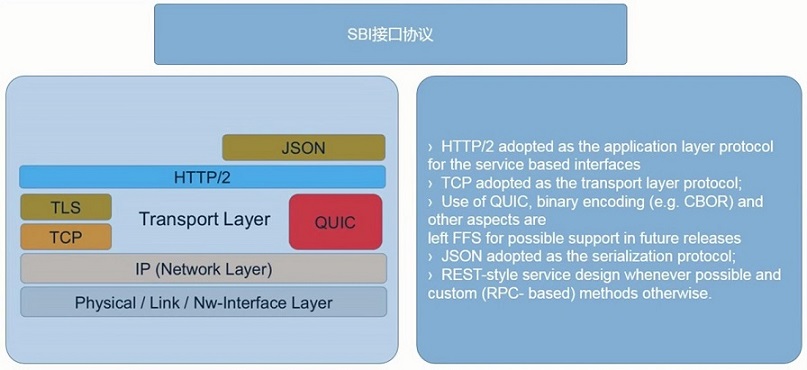 SBI接口协议
JSON
HTTP/2
TLS
Transport Layer
QUIC
TCP
IP (Network Layer)
Physical / Link / Nw-Interface Layer
› HTTP/2 adopted as the application layer protocol
for the service based interfaces
› TCP adopted as the transport layer protocol;
› Use of QUIC, binary encoding (e.g. CBOR) and
other aspects are
left FFS for possible support in future releases
› JSON adopted as the serialization protocol;
› REST-style service design whenever possible and
custom (RPC- based) methods otherwise.